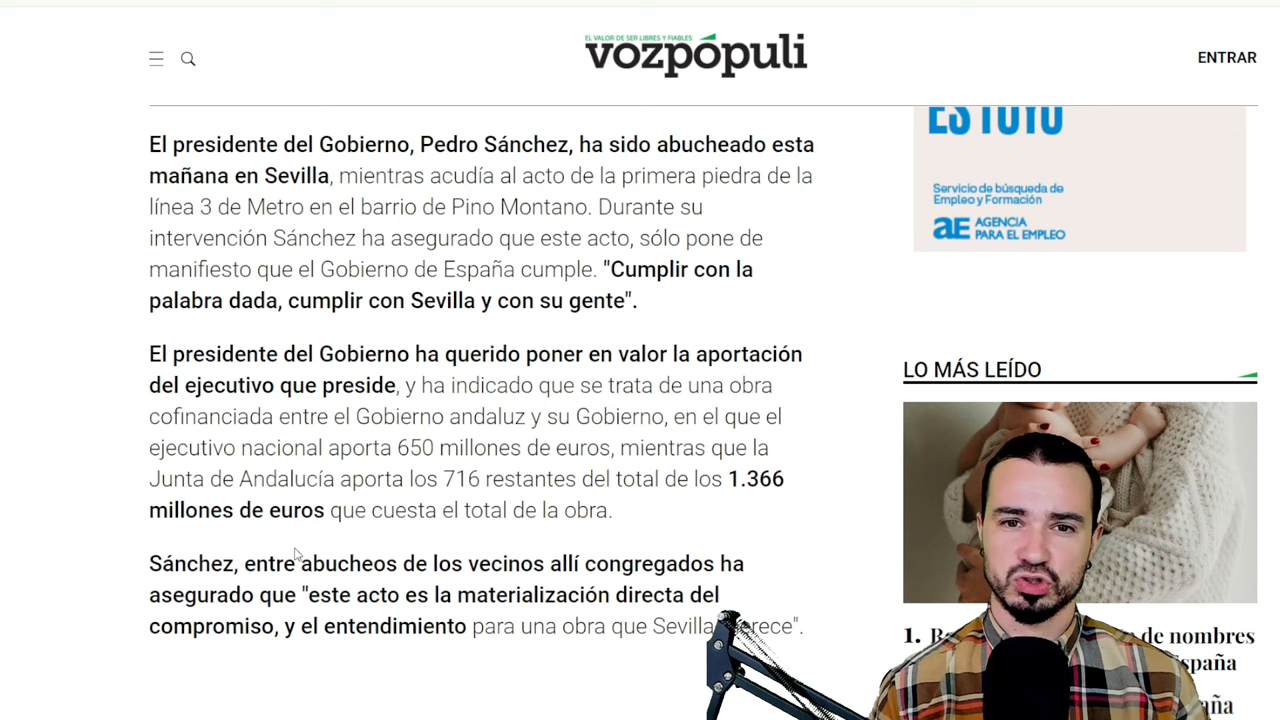 EL VALOR DE SER LIBRES Y FIABLES
vozpópuli
ENTRAR
El presidente del Gobierno, Pedro Sánchez, ha sido abucheado esta
mañana en Sevilla, mientras acudía al acto de la primera piedra de la
línea 3 de Metro en el barrio de Pino Montano. Durante su
intervención Sánchez ha asegurado que este acto, sólo pone de
manifiesto que el Gobierno de España cumple. "Cumplir con la
palabra dada, cumplir con Sevilla y con su gente".
El presidente del Gobierno ha querido poner en valor la aportación
del ejecutivo que preside, y ha indicado que se trata de una obra
cofinanciada entre el Gobierno andaluz y su Gobierno, en el que el
ejecutivo nacional aporta 650 millones de euros, mientras que la
Junta de Andalucía aporta los 716 restantes del total de los 1.366
millones de euros que cuesta el total de la obra.
Sánchez, entre abucheos de los vecinos allí congregados ha
asegurado que "este acto es la materialización directa del
compromiso, y el entendimiento para una obra que Sevilla
ES TUYO
Servicio de búsqueda de
Empleo y Formación
aE AGENCIA
PARA EL EMPLEO
LO MÁS LEÍDO
1. de nombres